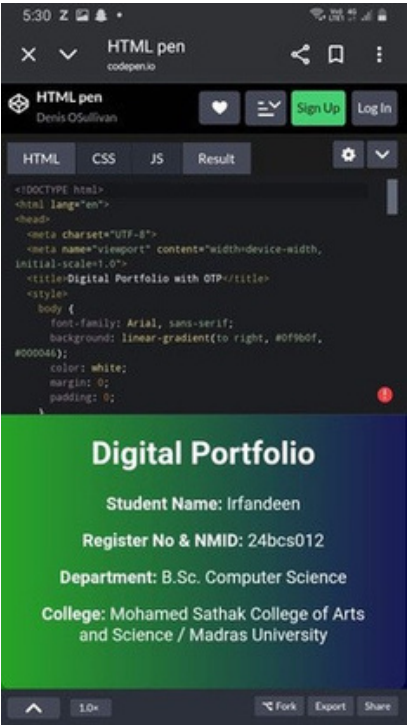 5:30 Z
HTML pen
codepen.io
HTML pen
Denis OSullivan
Sign Up
Log In
HTML CSS JS Result
<!DOCTYPE html>
<html lang="en">
<head>
<meta charset="UTF-8">
<meta name="viewport" content="width=device-width,
initial-scale=1.0">
<title>Digital Portfolio with OTP</title>
<style>
body {
font-family: Arial, sans-serif;
background: linear-gradient(to right, #0f9b0f,
#000046);
color: white;
margin: 0;
padding: 0;
}
Digital Portfolio
Student Name: Irfandeen
Register No & NMID: 24bcs012
Department: B.Sc. Computer Science
College: Mohamed Sathak College of Arts
and Science / Madras University
1.0×
Fork Export Share